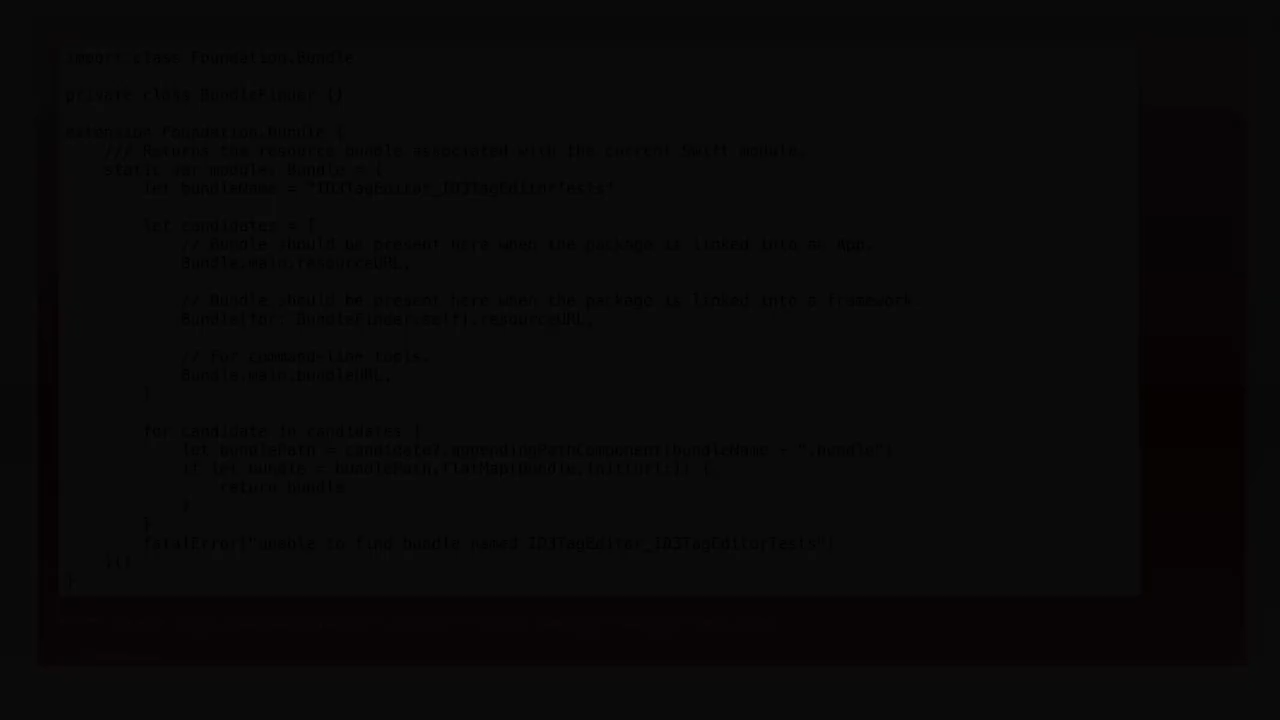 import class Foundation.Bundle
private class BundleFinder {}
extension Foundation.Bundle {
/// Returns the resource bundle associated with the current Swift module.
static var module: Bundle = {
let bundleName = "ID3TagEditor_ID3TagEditorTests"
let candidates = [
// Bundle should be present here when the package is linked into an App.
Bundle.main.resourceURL,
// Bundle should be present here when the package is linked into a framework.
Bundle(for: BundleFinder.self).resourceURL,
// For command-line tools.
Bundle.main.bundleURL,
]
for candidate in candidates {
let bundlePath = candidate?.appendingPathComponent(bundleName + ".bundle")
if let bundle = bundlePath.flatMap(Bundle.init(url:)) {
return bundle
}
}
fatalError("unable to find bundle named ID3TagEditor_ID3TagEditorTests")
}()
}